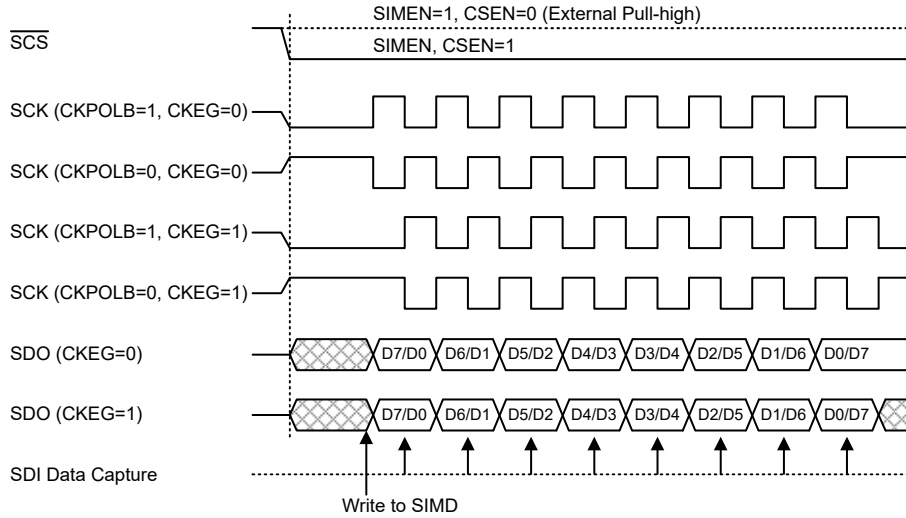 SIMEN=1, CSEN=0 (External Pull-high)
SCS
SIMEN, CSEN=1
SCK (CKPOLB=1, CKEG=0)
SCK (CKPOLB=0, CKEG=0)
SCK (CKPOLB=1, CKEG=1)
SCK (CKPOLB=0, CKEG=1)
SDO (CKEG=0) D7/D0 D6/D1 D5/D2 D4/D3 D3/D4 D2/D5 D1/D6 D0/D7
SDO (CKEG=1) D7/D0 D6/D1 D5/D2 D4/D3 D3/D4 D2/D5 D1/D6 D0/D7
SDI Data Capture
Write to SIMD